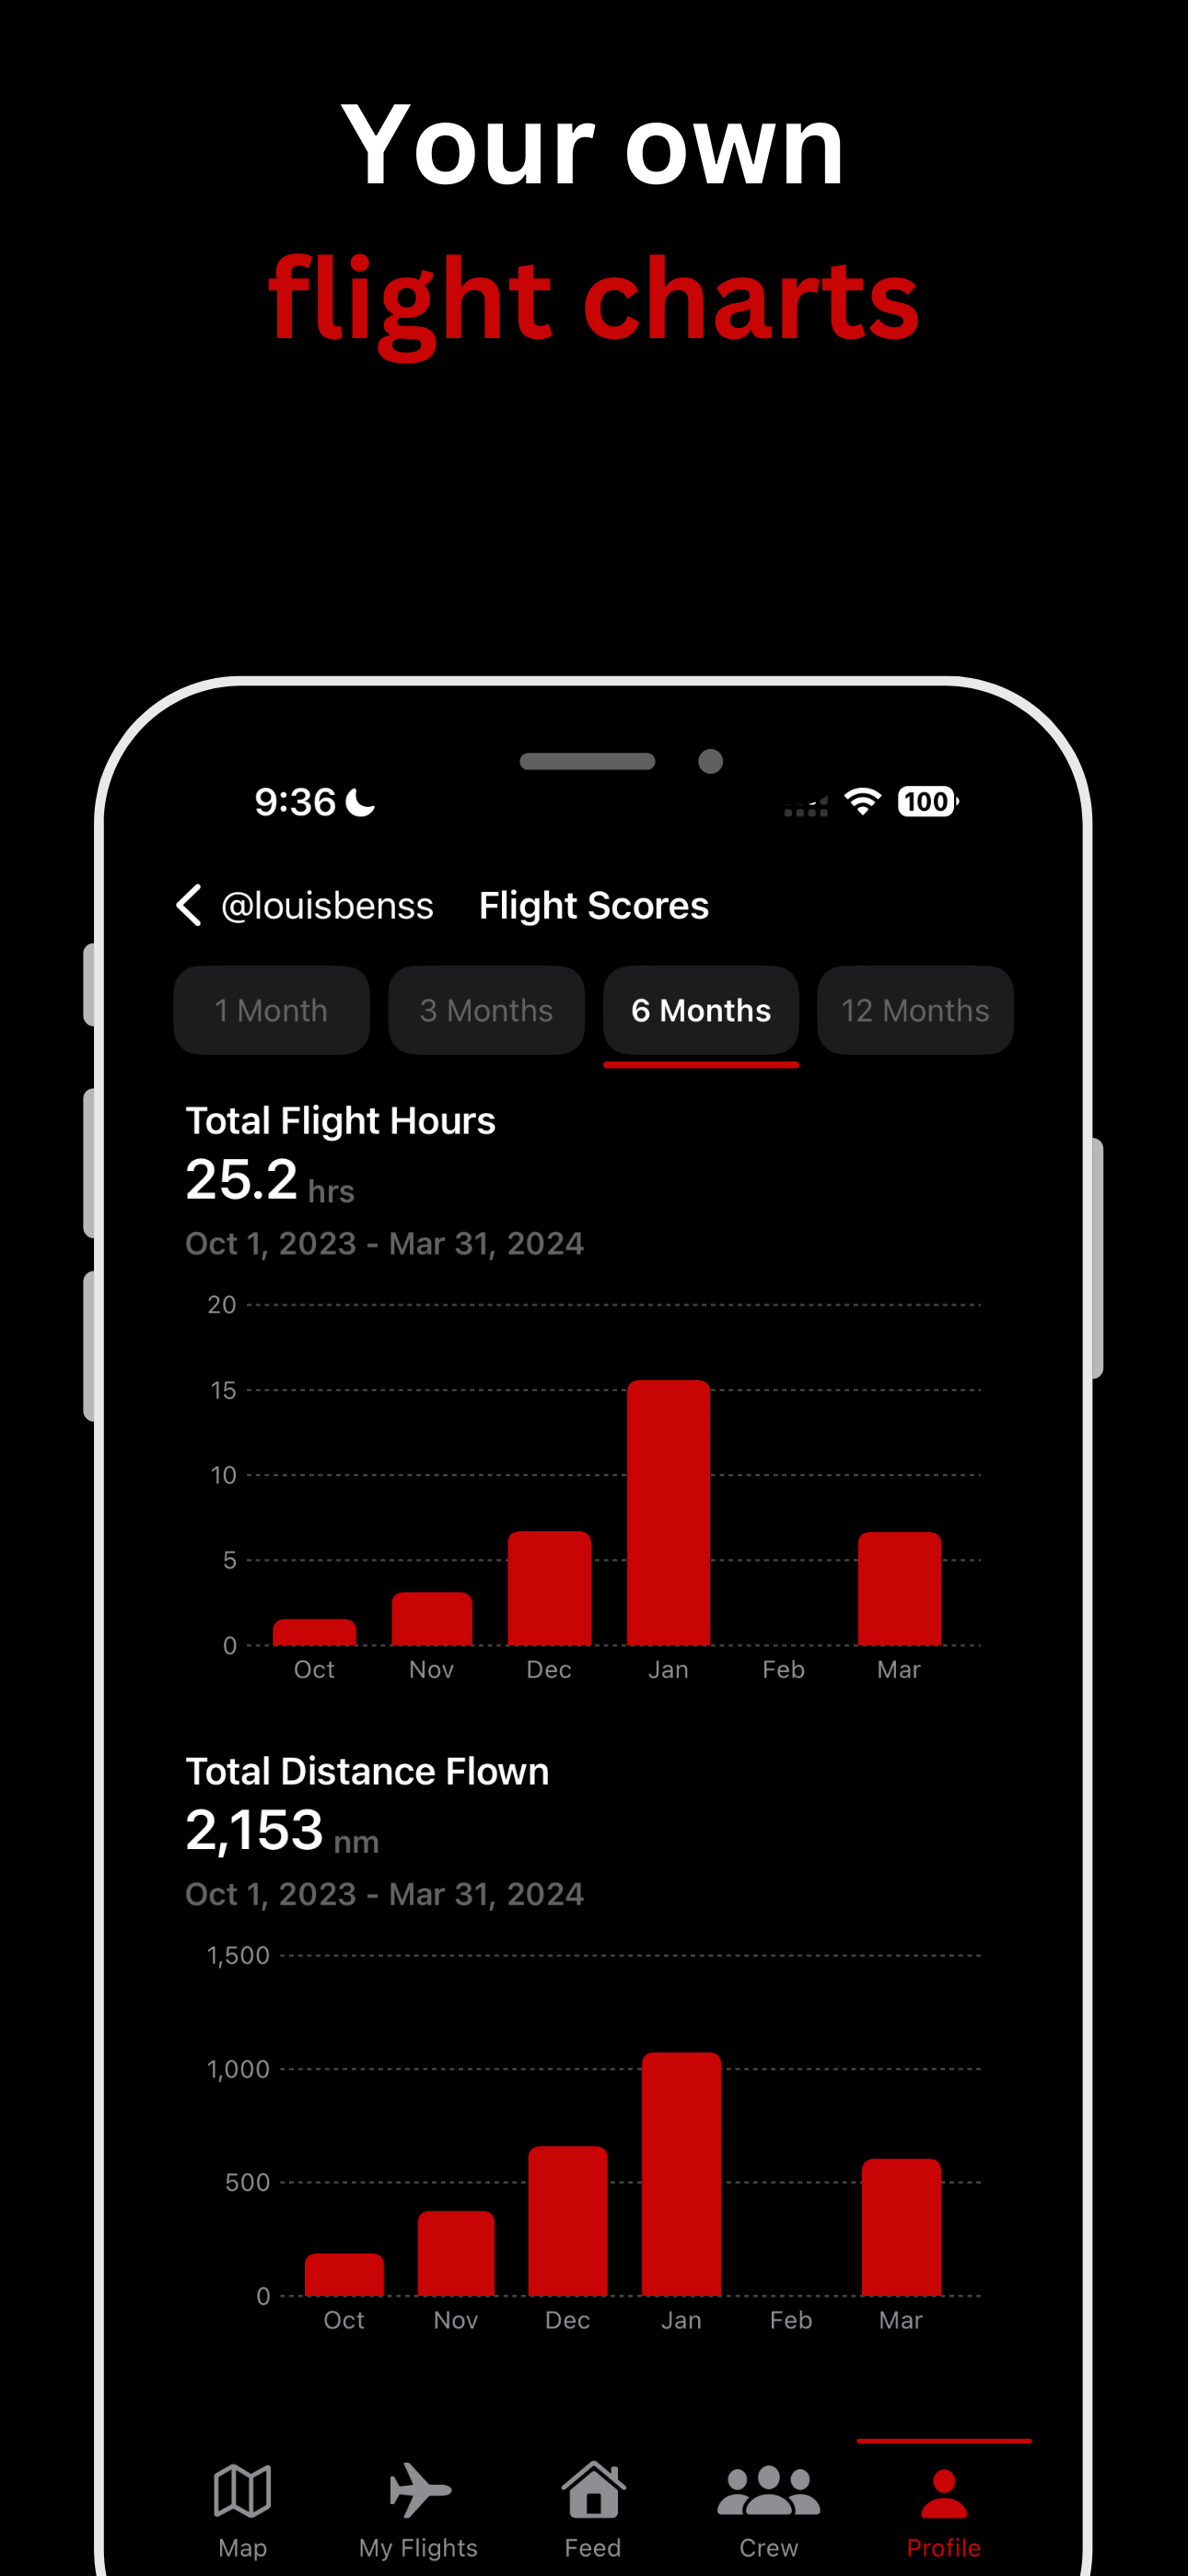 Your own
flight charts
9:36 100
@louisbenss Flight Scores
1 Month 3 Months 6 Months 12 Months
Total Flight Hours
25.2 hrs
Oct 1, 2023 - Mar 31, 2024
20
15
10
5
0
Oct Nov Dec Jan Feb Mar
Total Distance Flown
2,153 nm
Oct 1, 2023 - Mar 31, 2024
1,500
1,000
500
0
Oct Nov Dec Jan Feb Mar
Map My Flights Feed Crew Profile